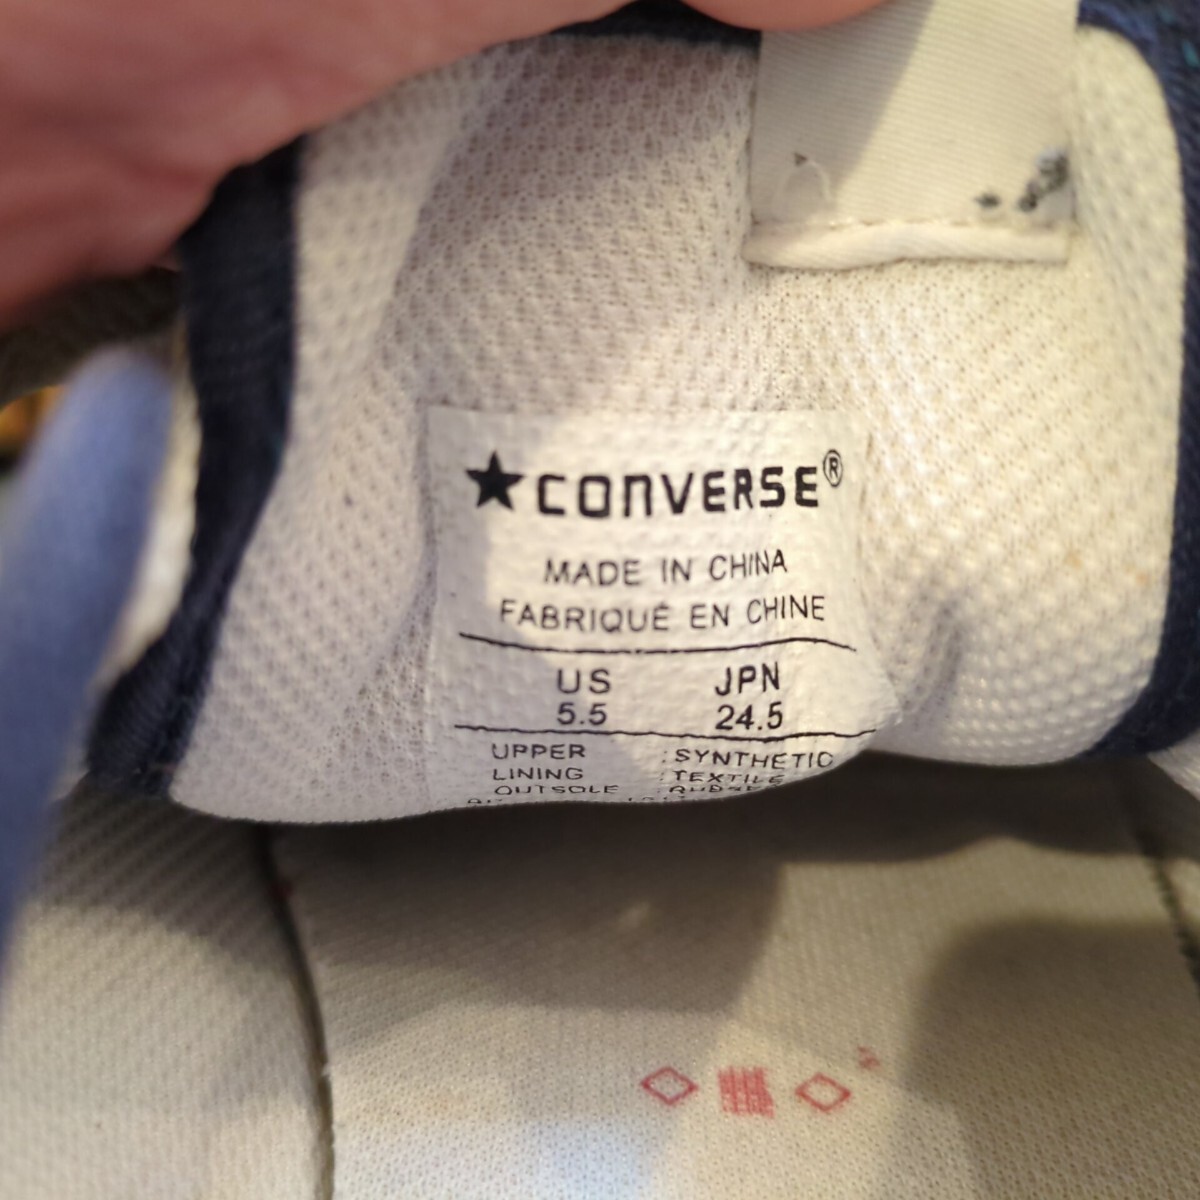 ★CONVERSE®
MADE IN CHINA
FABRIQUÉ EN CHINE
US JPN
5.5 24.5
UPPER :SYNTHETIC
LINING :TEXTILE
OUTSOLE